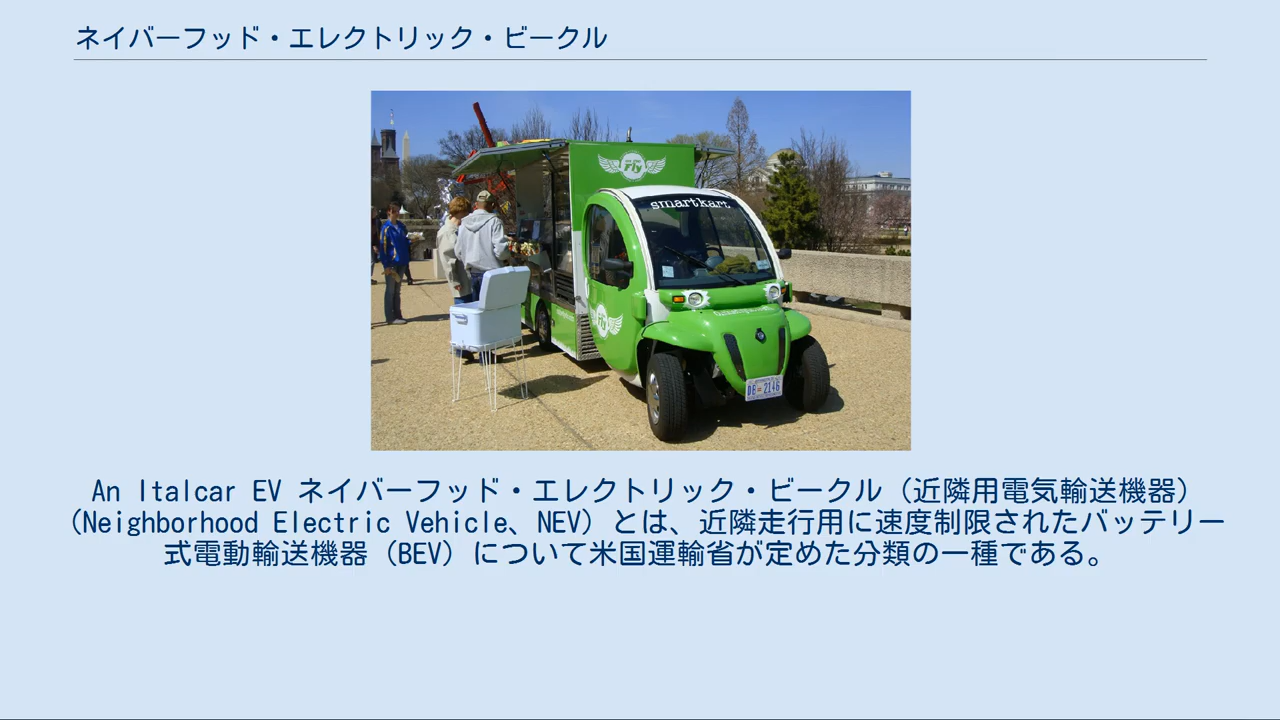 ネイバーフッド・エレクトリック・ビークル
fly
smartkart
fly
DB 2146
An Italcar EV ネイバーフッド・エレクトリック・ビークル（近隣用電気輸送機器）
（Neighborhood Electric Vehicle、NEV）とは、近隣走行用に速度制限されたバッテリー
式電動輸送機器（BEV）について米国運輸省が定めた分類の一種である。